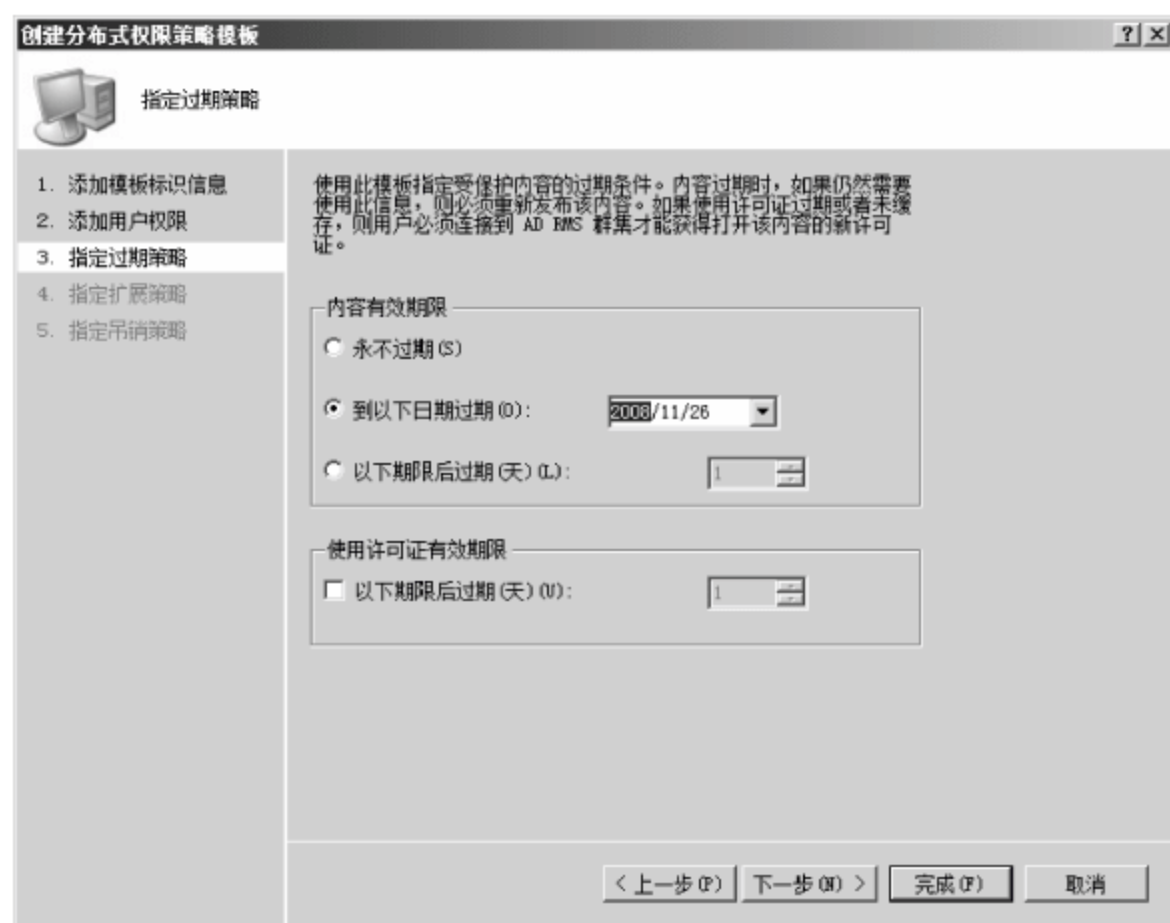 创建分布式权限策略模板
指定过期策略
1. 添加模板标识信息
2. 添加用户权限
3. 指定过期策略
4. 指定扩展策略
5. 指定吊销策略
使用此模板指定受保护内容的过期条件。内容过期时，如果仍然需要
使用此信息，则必须重新发布该内容。如果使用许可证过期或者未缓
存，则用户必须连接到 AD RMS 群集才能获得打开该内容的新许可
证。
内容有效期限
永不过期(S)
到以下日期过期(O): 2008/11/26
以下期限后过期(天)(L): 1
使用许可证有效期限
以下期限后过期(天)(U): 1
< 上一步(P) 下一步(N) > 完成(F) 取消